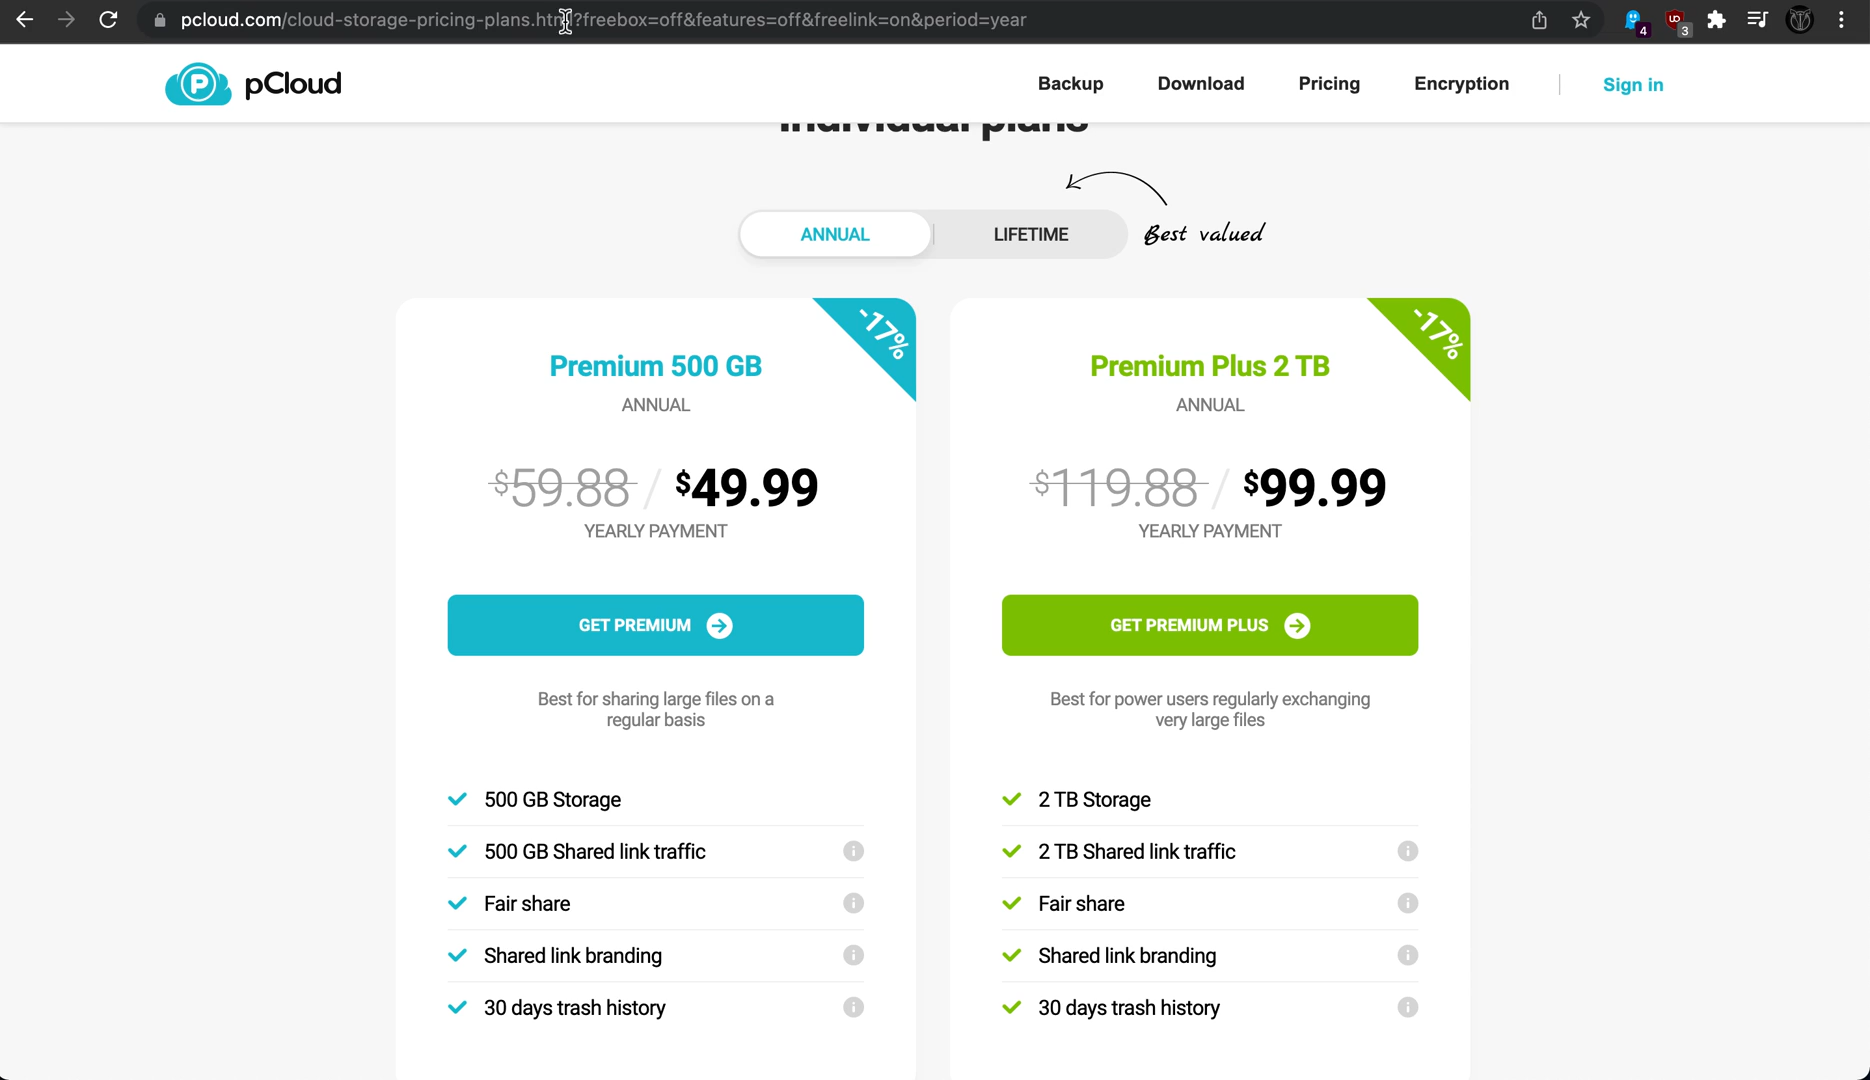 pcloud.com/cloud-storage-pricing-plans.html?freebox=off&features=off&freelink=on&period=year
4
3
pCloud
Backup
Download
Pricing
Encryption
Sign in
Individual plans
ANNUAL
LIFETIME
Best valued
-17%
Premium 500 GB
ANNUAL
$59.88 / $49.99
YEARLY PAYMENT
GET PREMIUM
Best for sharing large files on a
regular basis
500 GB Storage
500 GB Shared link traffic
Fair share
Shared link branding
30 days trash history
-17%
Premium Plus 2 TB
ANNUAL
$119.88 / $99.99
YEARLY PAYMENT
GET PREMIUM PLUS
Best for power users regularly exchanging
very large files
2 TB Storage
2 TB Shared link traffic
Fair share
Shared link branding
30 days trash history